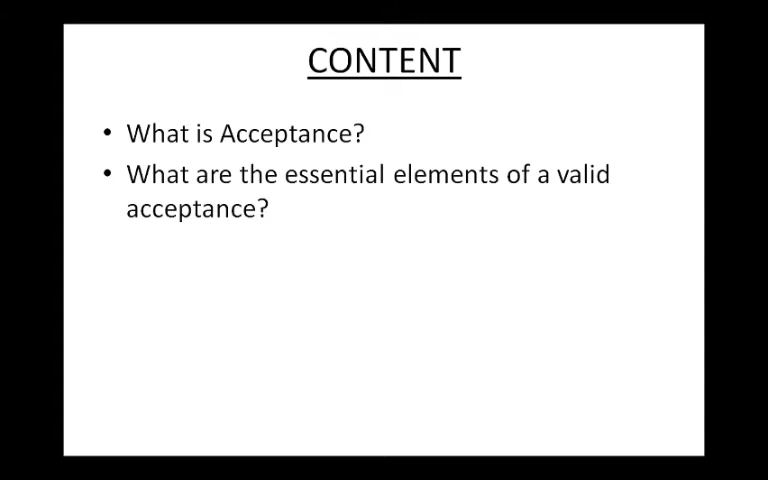 CONTENT
• What is Acceptance?
• What are the essential elements of a valid
acceptance?